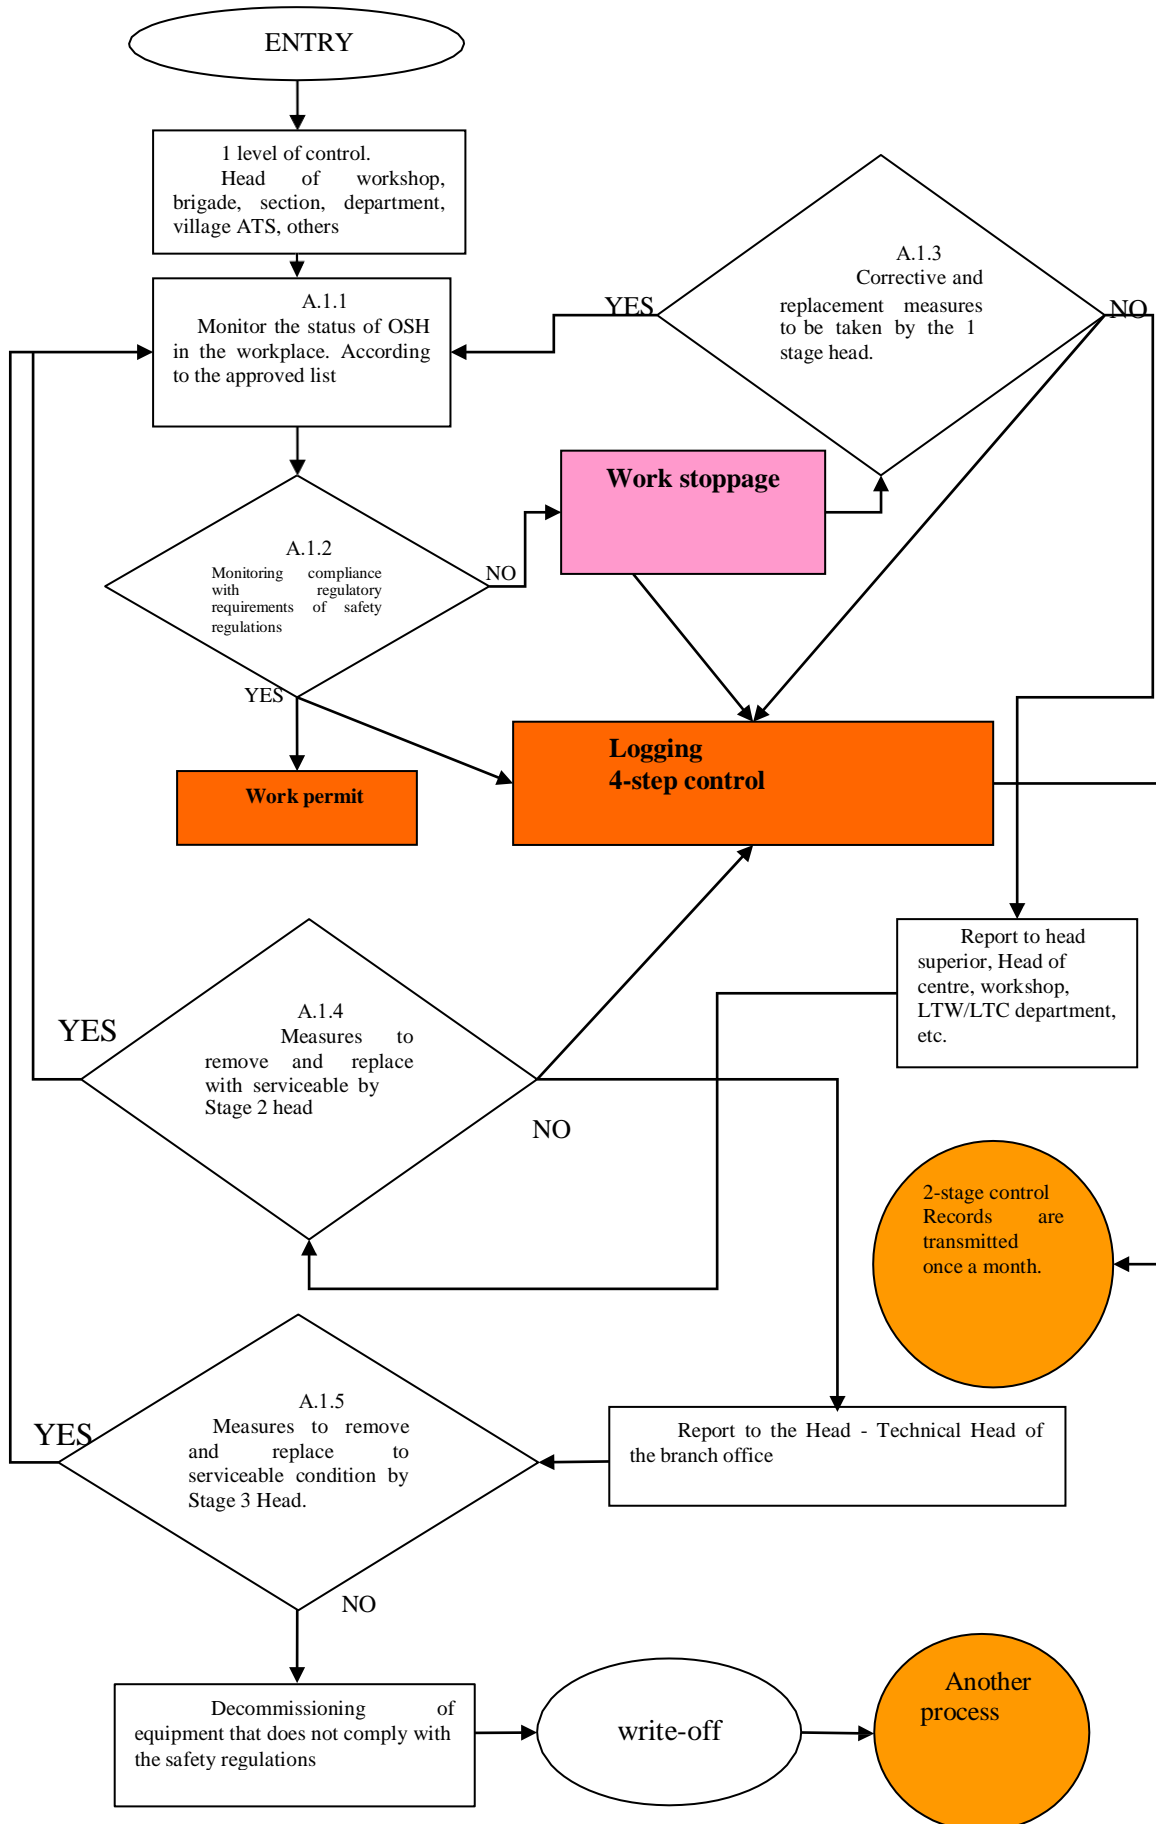 ENTRY
1 level of control.
Head of workshop,
brigade, section, department,
village ATS, others
A.1.1
Monitor the status of OSH
in the workplace. According
to the approved list
A.1.3
Corrective and
replacement measures
to be taken by the 1
stage head.
YES
NO
Work stoppage
A.1.2
Monitoring compliance
with regulatory
requirements of safety
regulations
NO
YES
Work permit
Logging
4-step control
Report to head
superior, Head of
centre, workshop,
LTW/LTC department,
etc.
A.1.4
Measures to
remove and replace
with serviceable by
Stage 2 head
YES
NO
2-stage control
Records are
transmitted
once a month.
A.1.5
Measures to remove
and replace to
serviceable condition by
Stage 3 Head.
YES
NO
Report to the Head - Technical Head of
the branch office
Decommissioning of
equipment that does not comply with
the safety regulations
write-off
Another
process